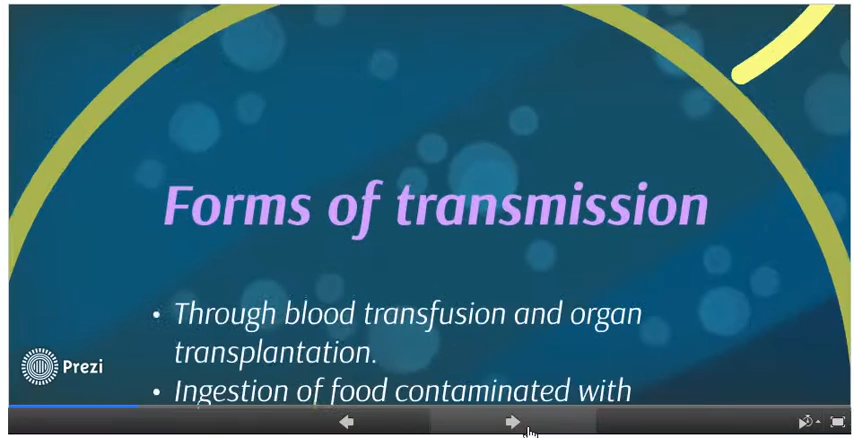 Forms of transmission
• Through blood transfusion and organ
transplantation.
• Ingestion of food contaminated with
Prezi